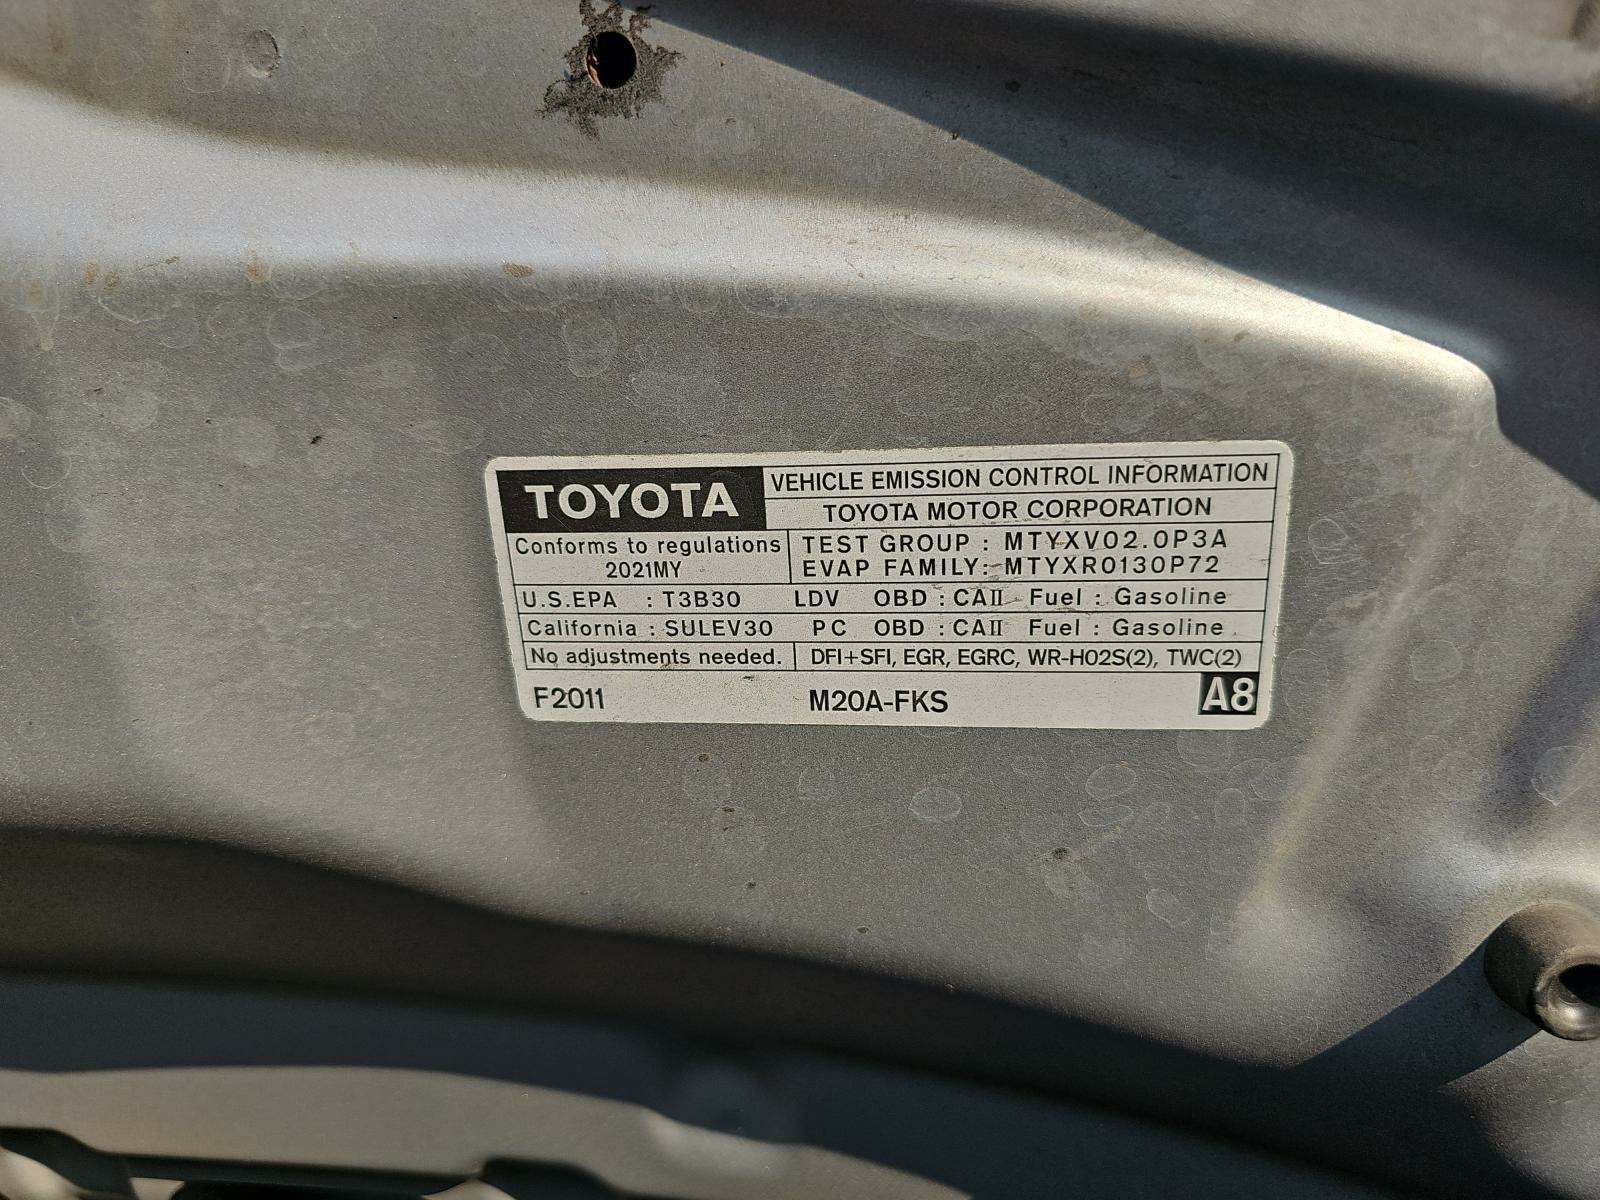 TOYOTA
VEHICLE EMISSION CONTROL INFORMATION
TOYOTA MOTOR CORPORATION
Conforms to regulations
2021MY
TEST GROUP : MTYXV02.0P3A
EVAP FAMILY: MTYXR0130P72
U.S.EPA : T3B30 LDV OBD : CAII Fuel : Gasoline
California : SULEV30 PC OBD : CAII Fuel : Gasoline
No adjustments needed. DFI+SFI, EGR, EGRC, WR-HO2S(2), TWC(2)
F2011 M20A-FKS A8